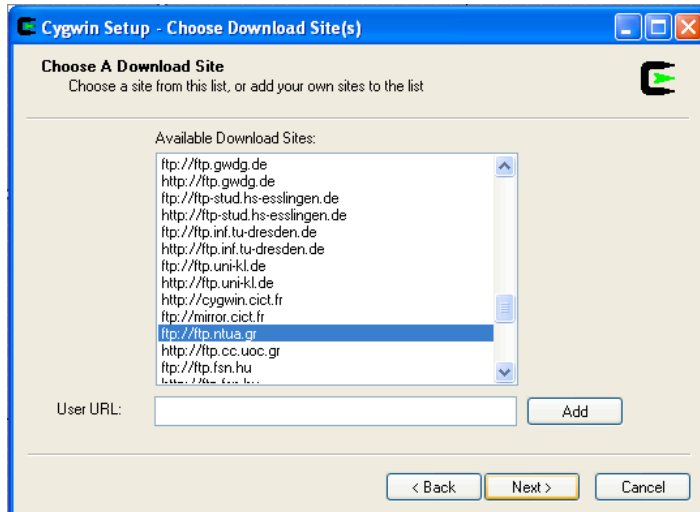 Cygwin Setup - Choose Download Site(s)
Choose A Download Site
Choose a site from this list, or add your own sites to the list
Available Download Sites:
ftp://ftp.gwdg.de
http://ftp.gwdg.de
ftp://ftp-stud.hs-esslingen.de
http://ftp-stud.hs-esslingen.de
ftp://ftp.inf.tu-dresden.de
http://ftp.inf.tu-dresden.de
ftp://ftp.uni-kl.de
http://ftp.uni-kl.de
http://cygwin.cict.fr
ftp://mirror.cict.fr
ftp://ftp.ntua.gr
http://ftp.cc.uoc.gr
ftp://ftp.fsn.hu
User URL:
Add
< Back
Next >
Cancel